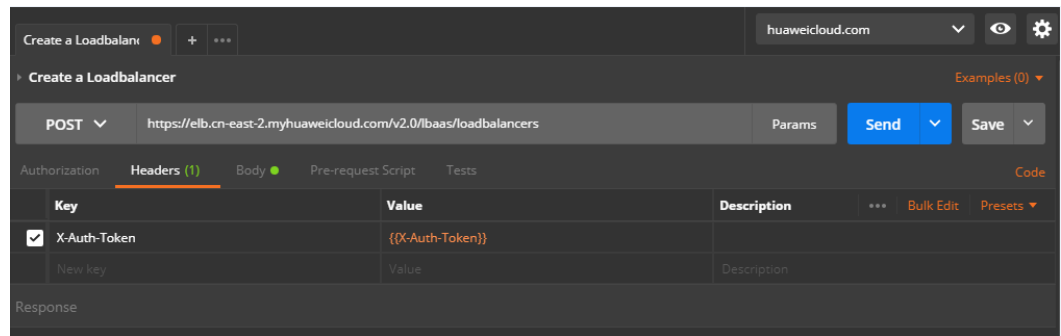 Create a Loadbalanc + ••• huaweicloud.com
Create a Loadbalancer Examples (0)
POST https://elb.cn-east-2.myhuaweicloud.com/v2.0/lbaas/loadbalancers Params Send Save
Authorization Headers (1) Body Pre-request Script Tests Code
Key Value Description ••• Bulk Edit Presets
X-Auth-Token {{X-Auth-Token}}
New key Value Description
Response